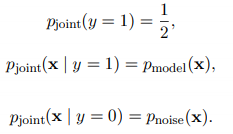 p_joint(y = 1) = 1/2,
p_joint(x | y = 1) = p_model(x),
p_joint(x | y = 0) = p_noise(x).